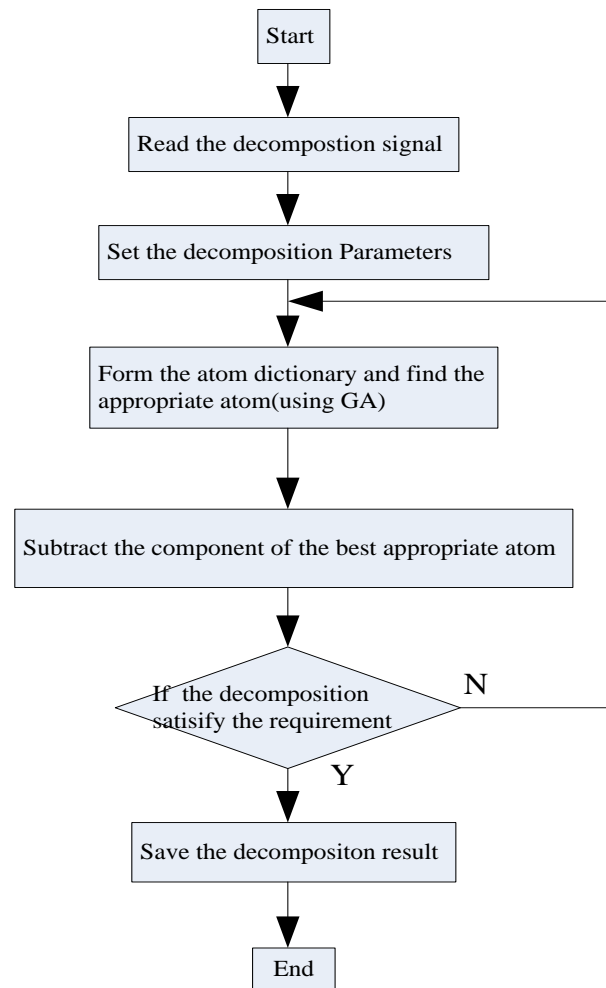 Start
Read the decompostion signal
Set the decomposition Parameters
Form the atom dictionary and find the
appropriate atom(using GA)
Subtract the component of the best appropriate atom
If the decomposition
satisify the requirement
N
Y
Save the decompositon result
End